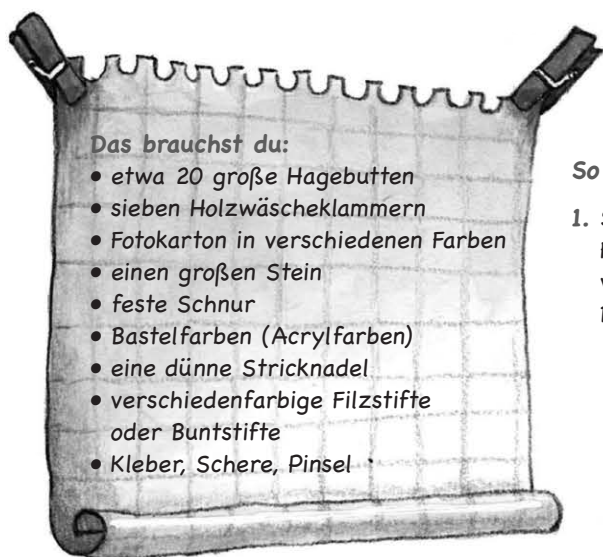 Das brauchst du:
• etwa 20 große Hagebutten
• sieben Holzwäscheklammern
• Fotokarton in verschiedenen Farben
• einen großen Stein
• feste Schnur
• Bastelfarben (Acrylfarben)
• eine dünne Stricknadel
• verschiedenfarbige Filzstifte
oder Buntstifte
• Kleber, Schere, Pinsel
So
1.